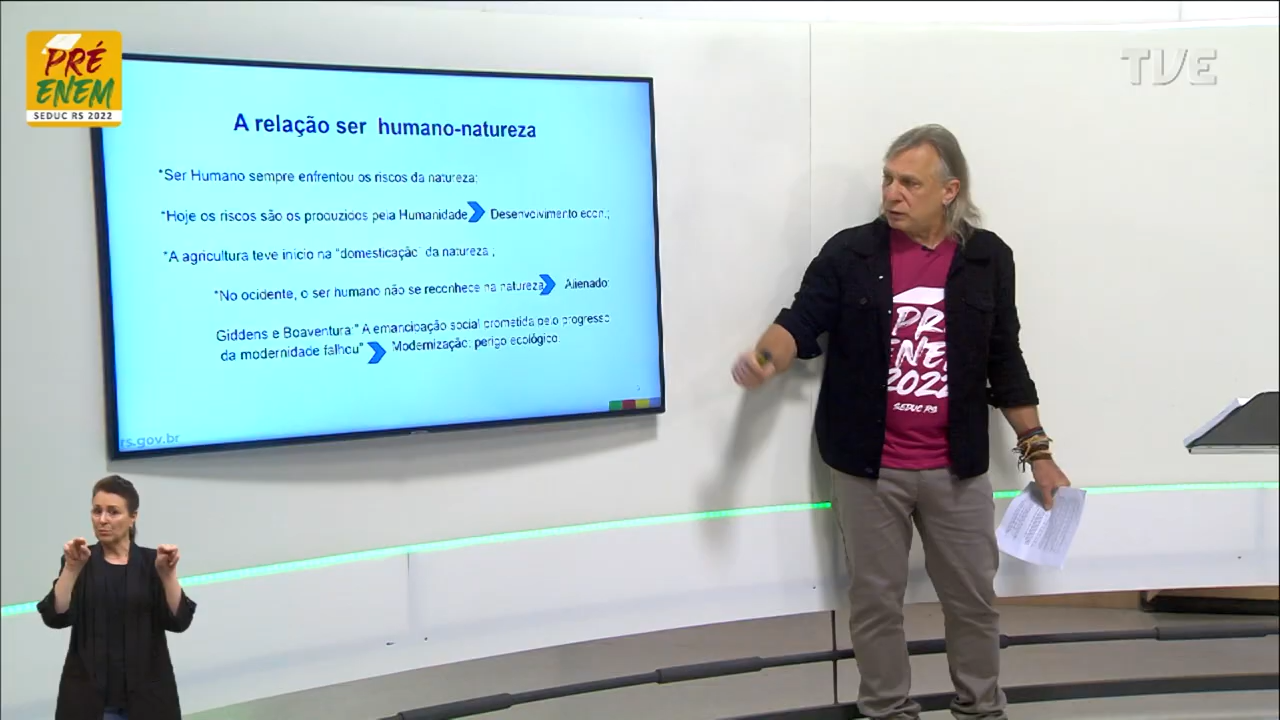 PRÉ
ENEM
SEDUC RS 2022
TVE
A relação ser humano-natureza
*Ser Humano sempre enfrentou os riscos da natureza;
*Hoje os riscos são os produzidos pela Humanidade Desenvolvimento econ.;
*A agricultura teve inicio na "domesticação" da natureza ;
*No ocidente, o ser humano não se reconhece na natureza Alienado;
Giddens e Boaventura:" A emancipação social prometida pelo progresso
da modernidade falhou" Modernização: perigo ecológico.
rs.gov.br
PRÉ
ENEM
2022
SEDUC RS